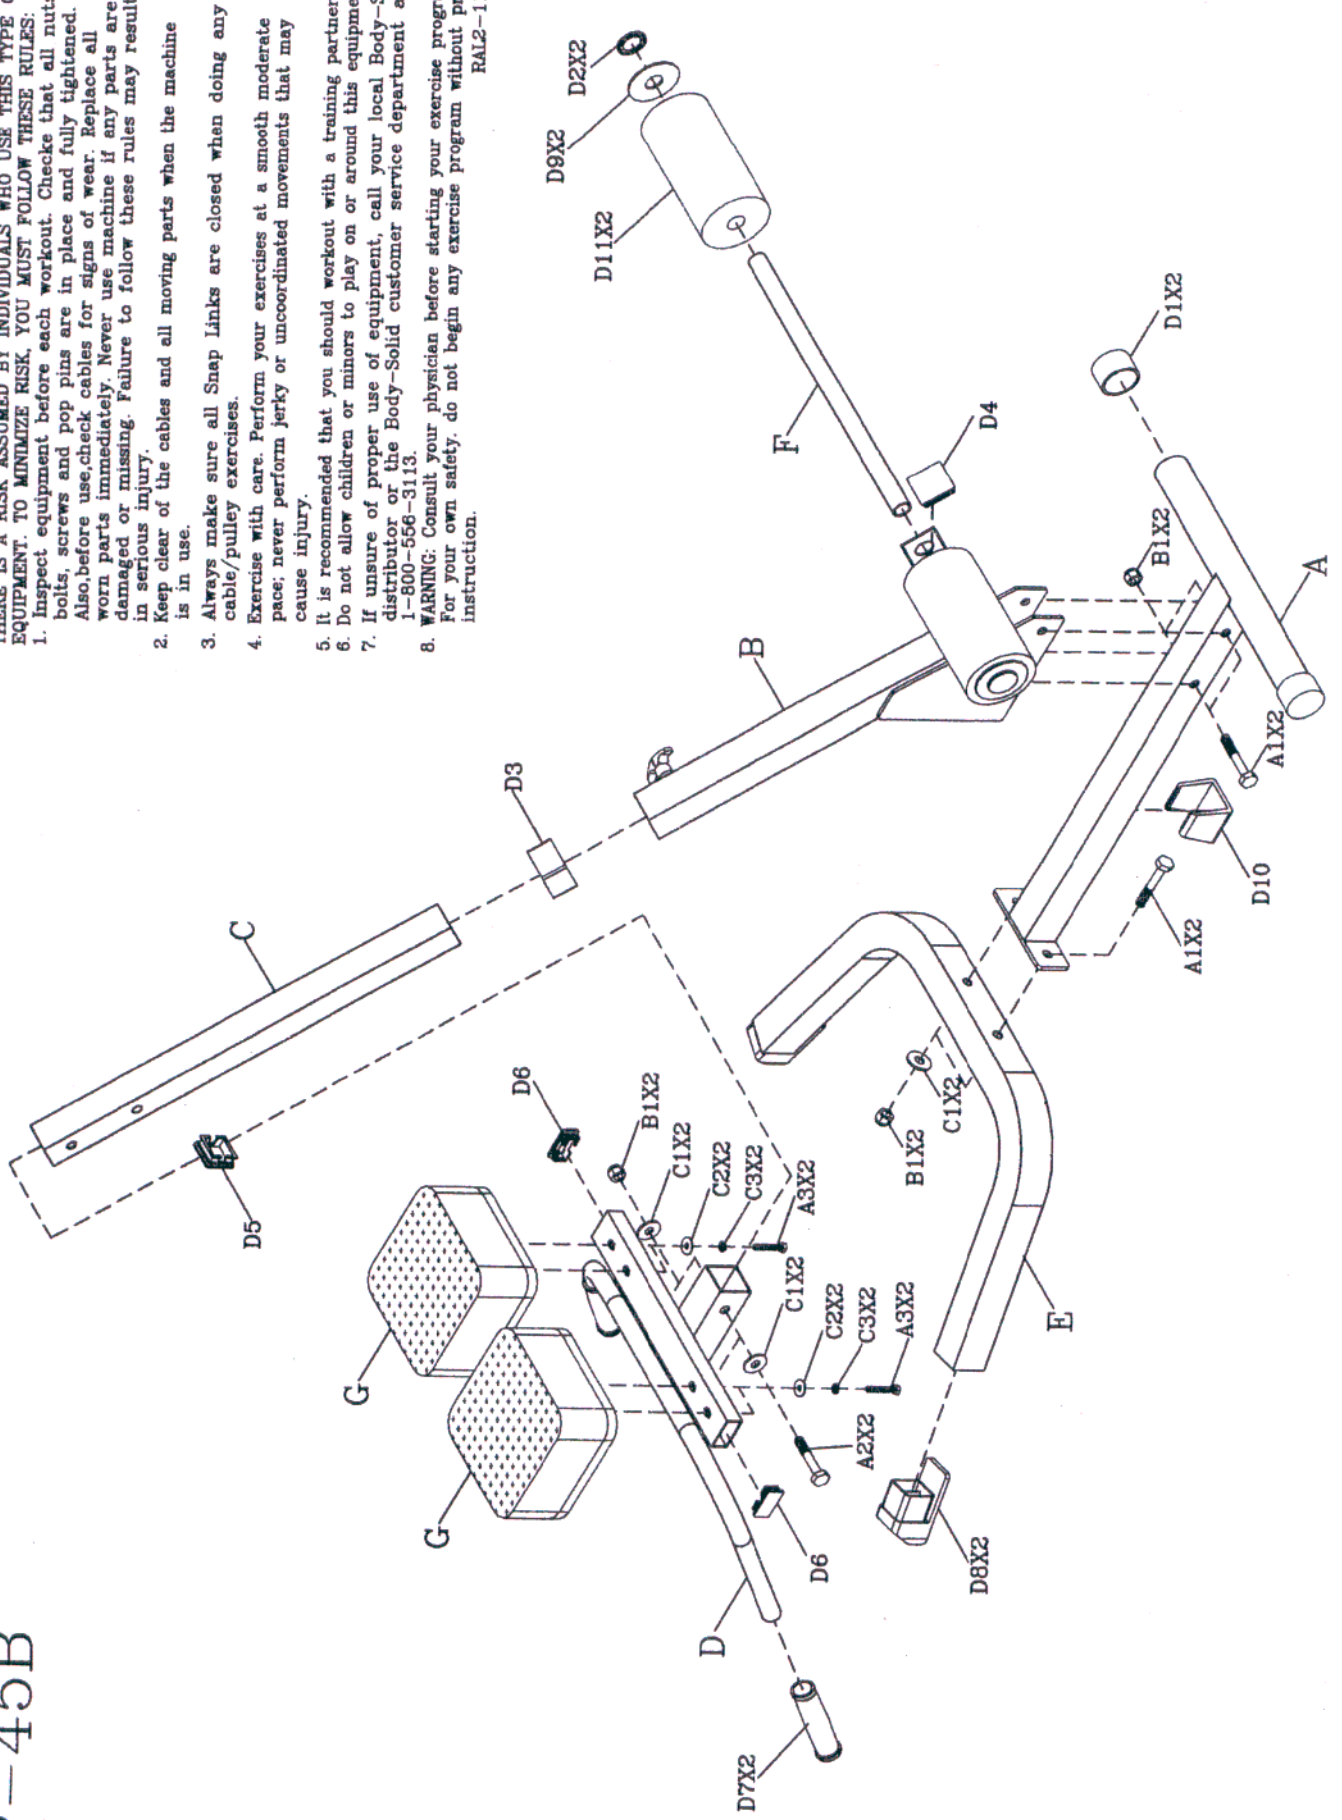 -45B
THERE IS A RISK ASSUMED BY INDIVIDUALS WHO USE THIS TYPE
EQUIPMENT. TO MINIMIZE RISK, YOU MUST FOLLOW THESE RULES:
1. Inspect equipment before each workout. Checke that all nuts
bolts, screws and pop pins are in place and fully tightened.
Also,before use,check cables for signs of wear. Replace all
worn parts immediately. Never use machine if any parts are
damaged or missing. Failure to follow these rules may result
in serious injury.
2. Keep clear of the cables and all moving parts when the machine
is in use.
3. Always make sure all Snap Links are closed when doing any
cable/pulley exercises.
4. Exercise with care. Perform your exercises at a smooth moderate
pace; never perform jerky or uncoordinated movements that may
cause injury.
5. It is recommended that you should workout with a training partner
6. Do not allow children or minors to play on or around this equipme
7. If unsure of proper use of equipment, call your local Body-S
distributor or the Body-Solid customer service department a
1-800-556-3113.
8. WARNING: Consult your physician before starting your exercise progr
For your own safety. do not begin any exercise program without pr
instruction.
RAL2-1
D2X2
D9X2
D11X2
D1X2
F
D4
B1X2
A
B
D3
A1X2
C
D10
A1X2
D6
B1X2
C1X2
C2X2
C3X2
A3X2
B1X2
C1X2
D5
C1X2
C2X2
C3X2
A3X2
E
G
G
A2X2
D6
D8X2
D
D7X2